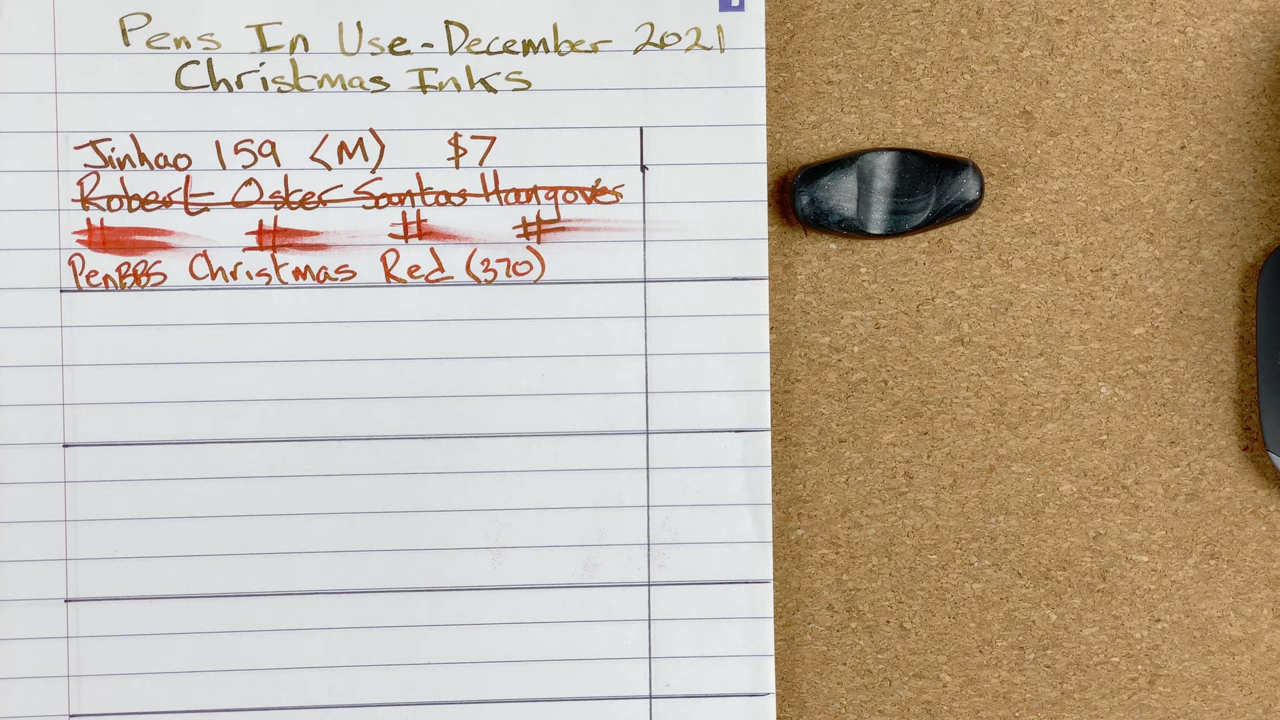 Pens In Use - December 2021
Christmas Inks
Jinhao 159 <M> $7
Robert Oster Santas Hangover
# # # #
PenBBS Christmas Red (370)